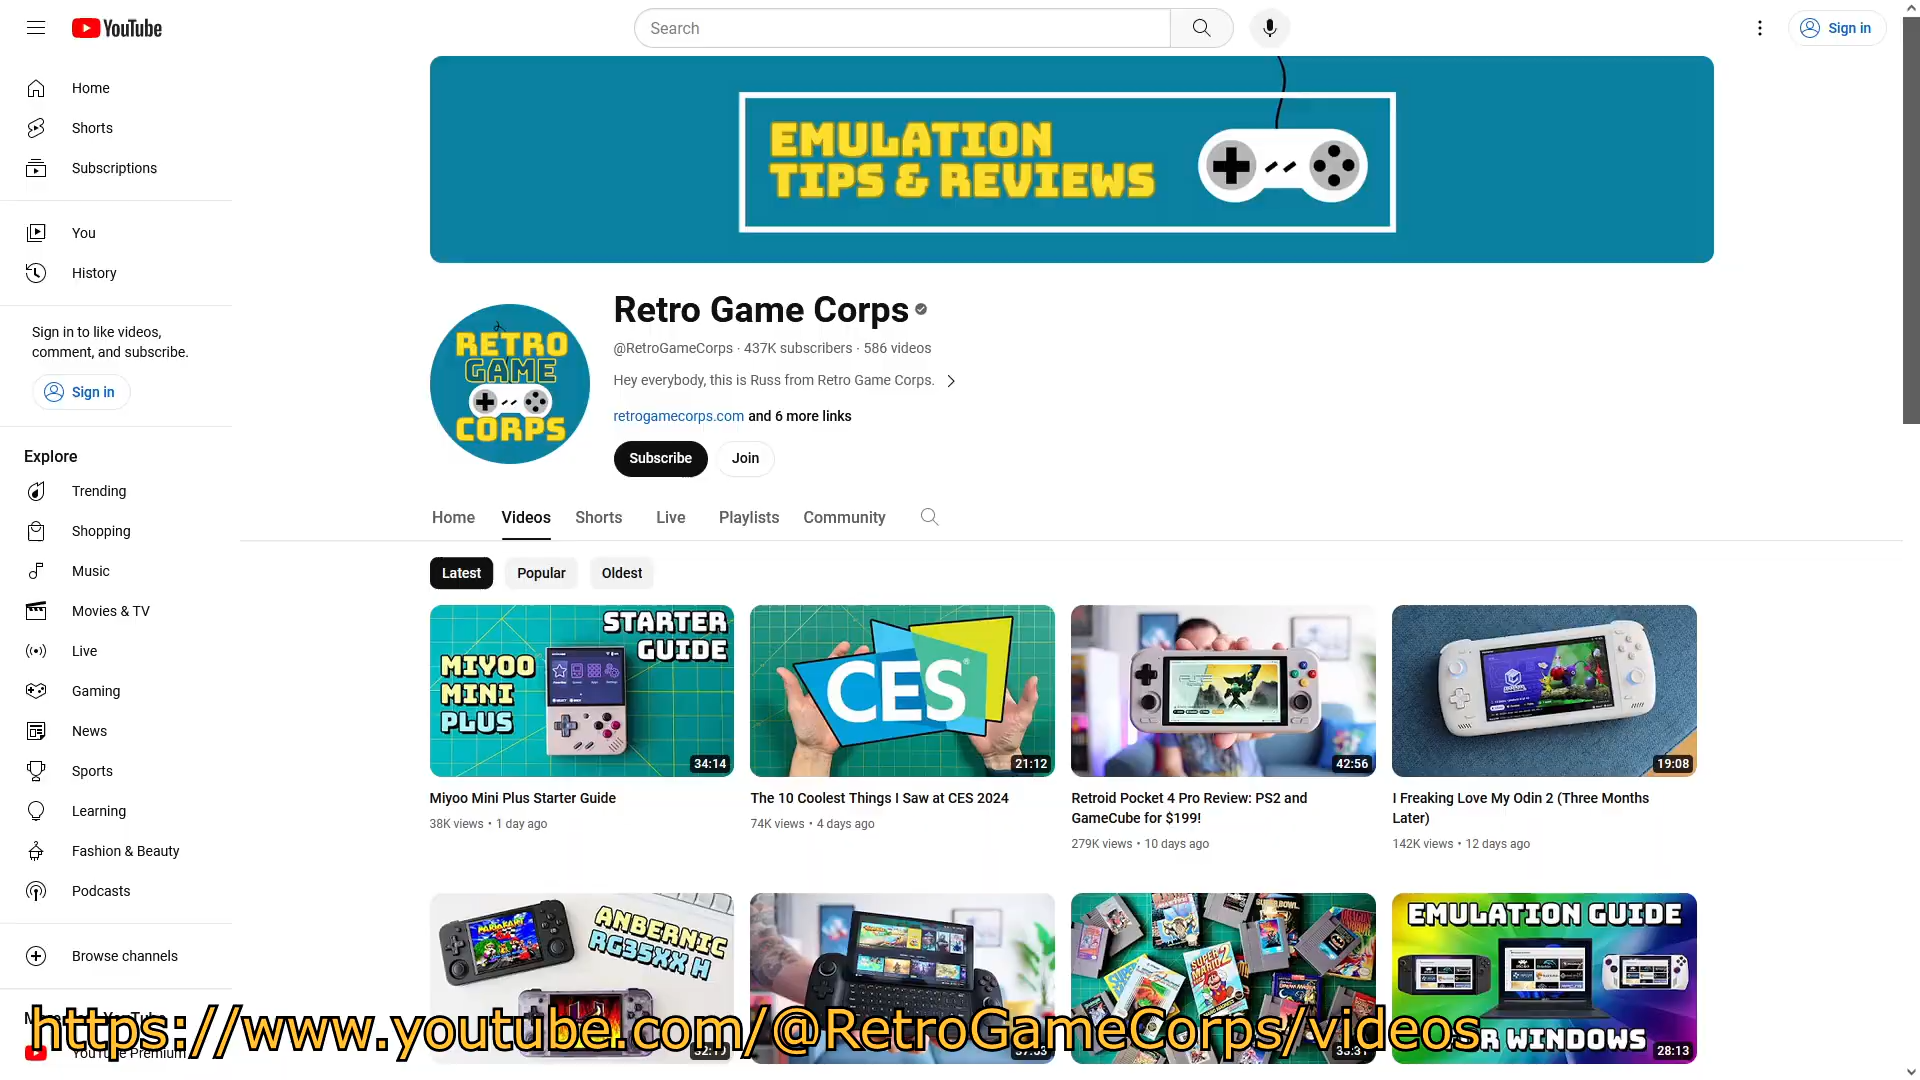 YouTube
Search
Sign in
Home
Shorts
Subscriptions
You
History
Sign in to like videos,
comment, and subscribe.
Sign in
Explore
Trending
Shopping
Music
Movies & TV
Live
Gaming
News
Sports
Learning
Fashion & Beauty
Podcasts
Browse channels
YouTube Premium
EMULATION
TIPS & REVIEWS
RETRO
GAME
CORPS
Retro Game Corps
@RetroGameCorps · 437K subscribers · 586 videos
Hey everybody, this is Russ from Retro Game Corps.
retrogamecorps.com and 6 more links
Subscribe
Join
Home
Videos
Shorts
Live
Playlists
Community
Latest
Popular
Oldest
STARTER
GUIDE
MIYOO
MINI
PLUS
34:14
Miyoo Mini Plus Starter Guide
38K views • 1 day ago
CES
21:12
The 10 Coolest Things I Saw at CES 2024
74K views • 4 days ago
42:56
Retroid Pocket 4 Pro Review: PS2 and
GameCube for $199!
279K views • 10 days ago
19:08
I Freaking Love My Odin 2 (Three Months
Later)
142K views • 12 days ago
ANBERNIC
RG35XX H
SUPER
MARIO
EMULATION GUIDE
WINDOWS
28:13
https://www.youtube.com/@RetroGameCorps/videos